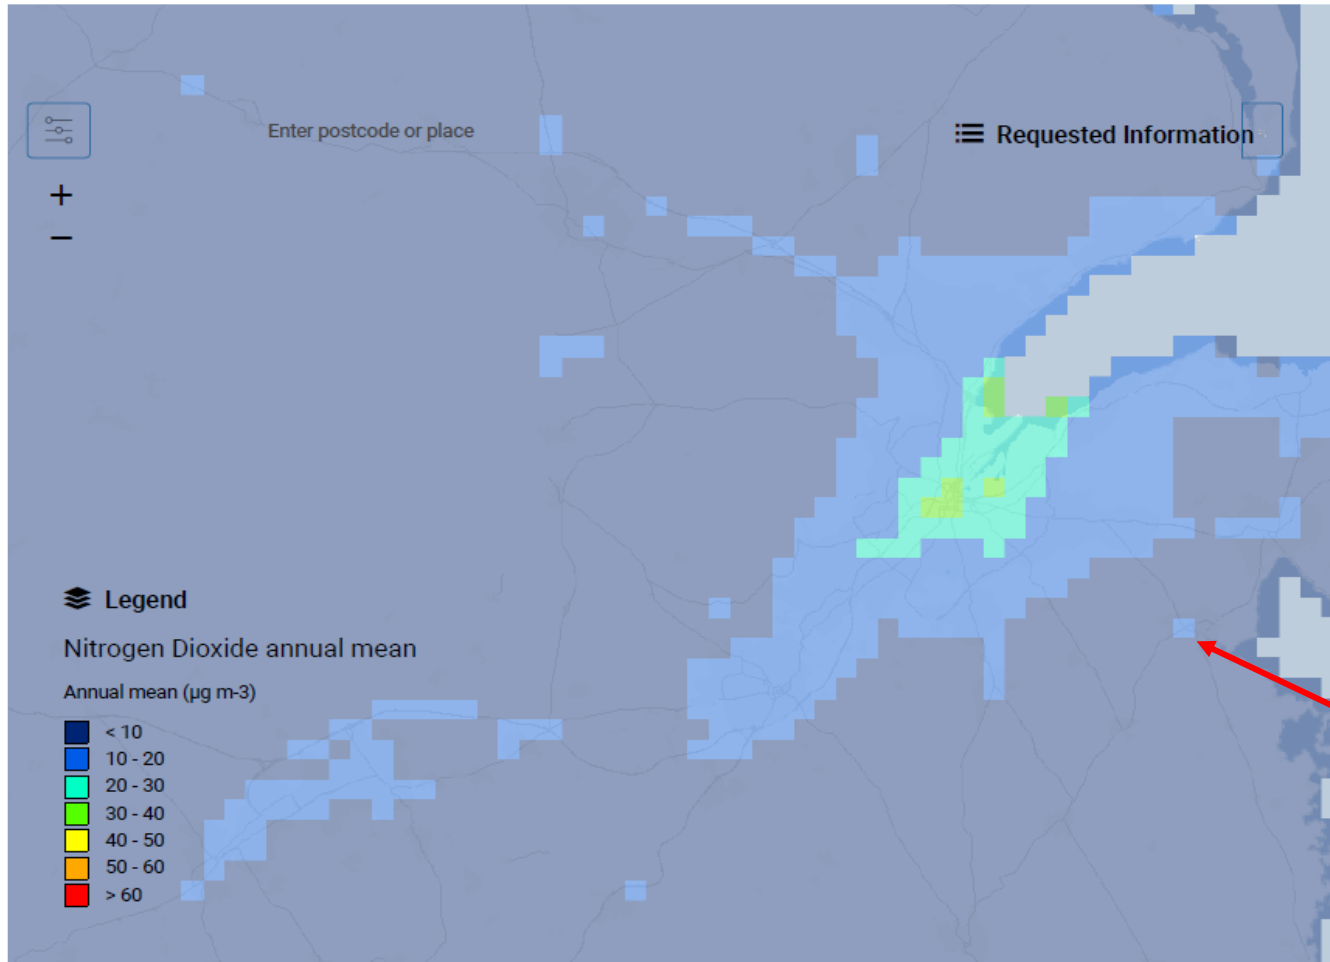 Enter postcode or place
Requested Information
+
−
Legend
Nitrogen Dioxide annual mean
Annual mean (µg m-3)
< 10
10 - 20
20 - 30
30 - 40
40 - 50
50 - 60
> 60